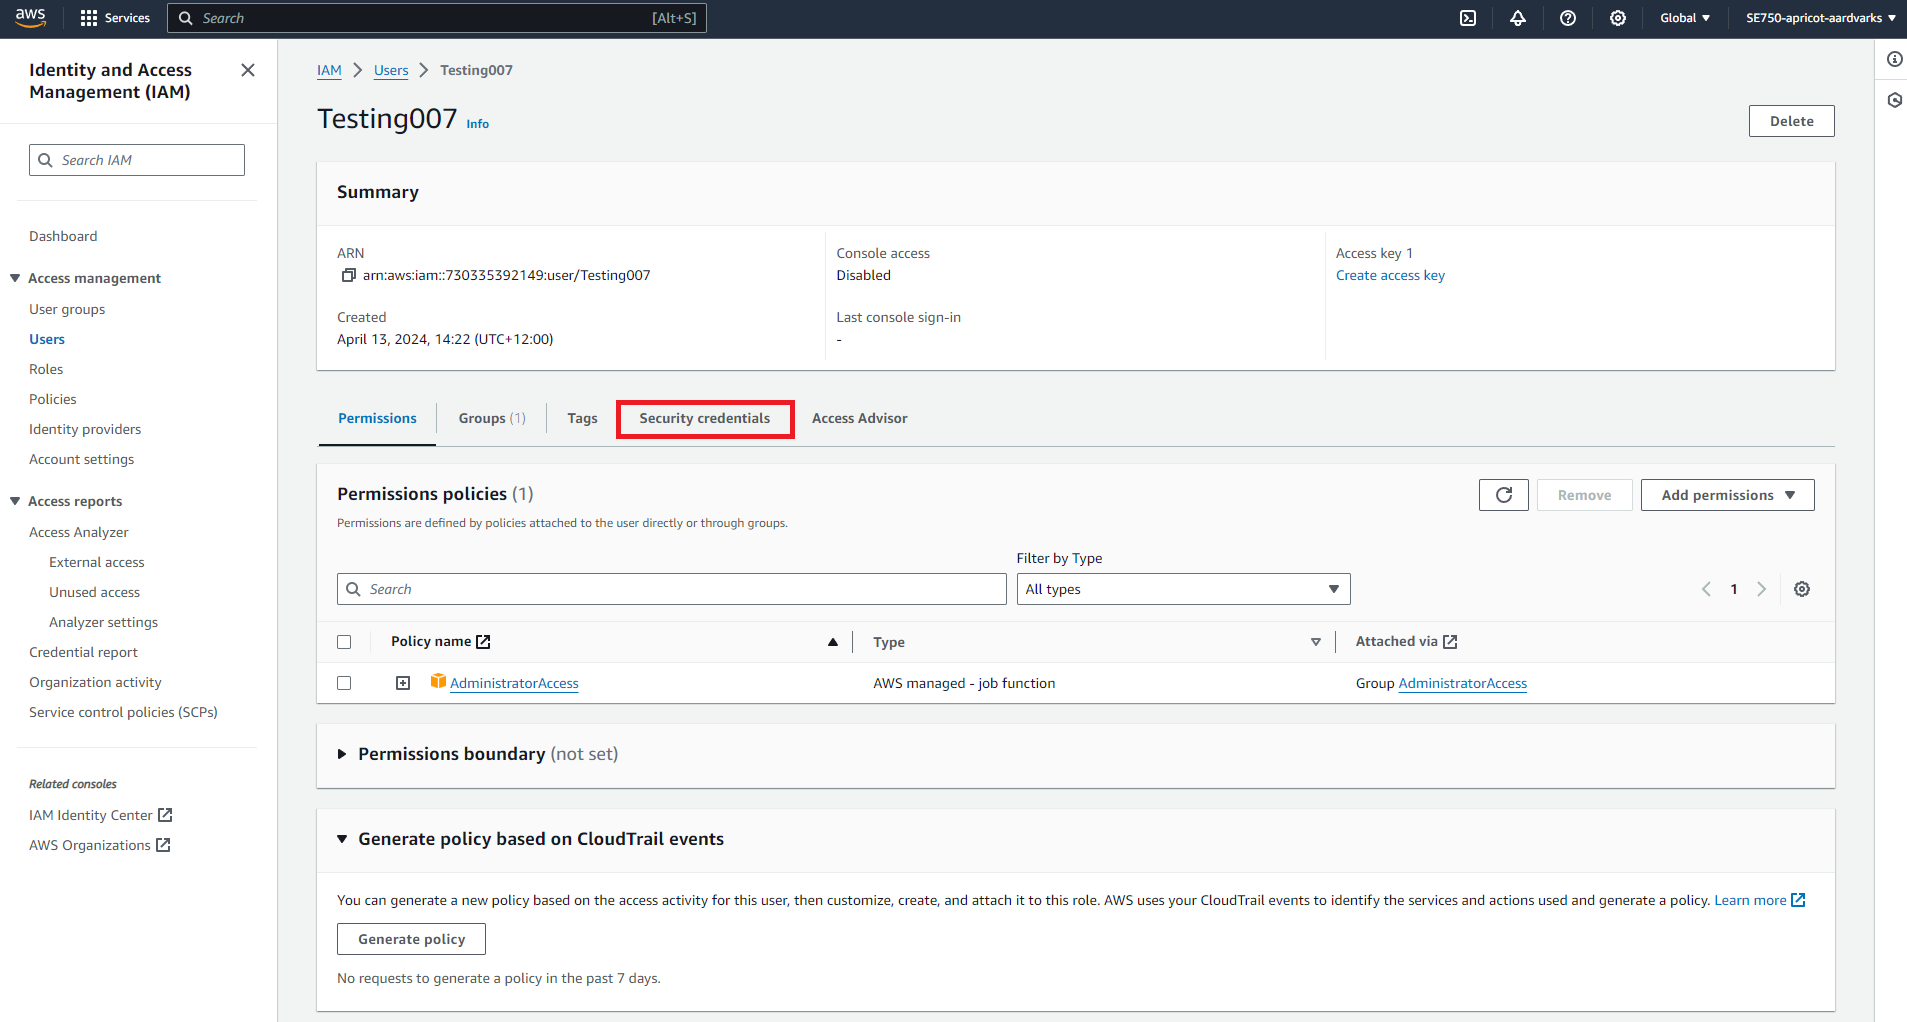 aws
Services
Search
[Alt+S]
Global
SE750-apricot-aardvarks
Identity and Access
Management (IAM)
Search IAM
Dashboard
Access management
User groups
Users
Roles
Policies
Identity providers
Account settings
Access reports
Access Analyzer
External access
Unused access
Analyzer settings
Credential report
Organization activity
Service control policies (SCPs)
Related consoles
IAM Identity Center
AWS Organizations
IAM > Users > Testing007
Testing007 Info
Delete
Summary
ARN
arn:aws:iam::730335392149:user/Testing007
Created
April 13, 2024, 14:22 (UTC+12:00)
Console access
Disabled
Last console sign-in
-
Access key 1
Create access key
Permissions
Groups (1)
Tags
Security credentials
Access Advisor
Permissions policies (1)
Permissions are defined by policies attached to the user directly or through groups.
Remove
Add permissions
Filter by Type
Search
All types
1
Policy name
Type
Attached via
AdministratorAccess
AWS managed - job function
Group AdministratorAccess
Permissions boundary (not set)
Generate policy based on CloudTrail events
You can generate a new policy based on the access activity for this user, then customize, create, and attach it to this role. AWS uses your CloudTrail events to identify the services and actions used and generate a policy. Learn more
Generate policy
No requests to generate a policy in the past 7 days.